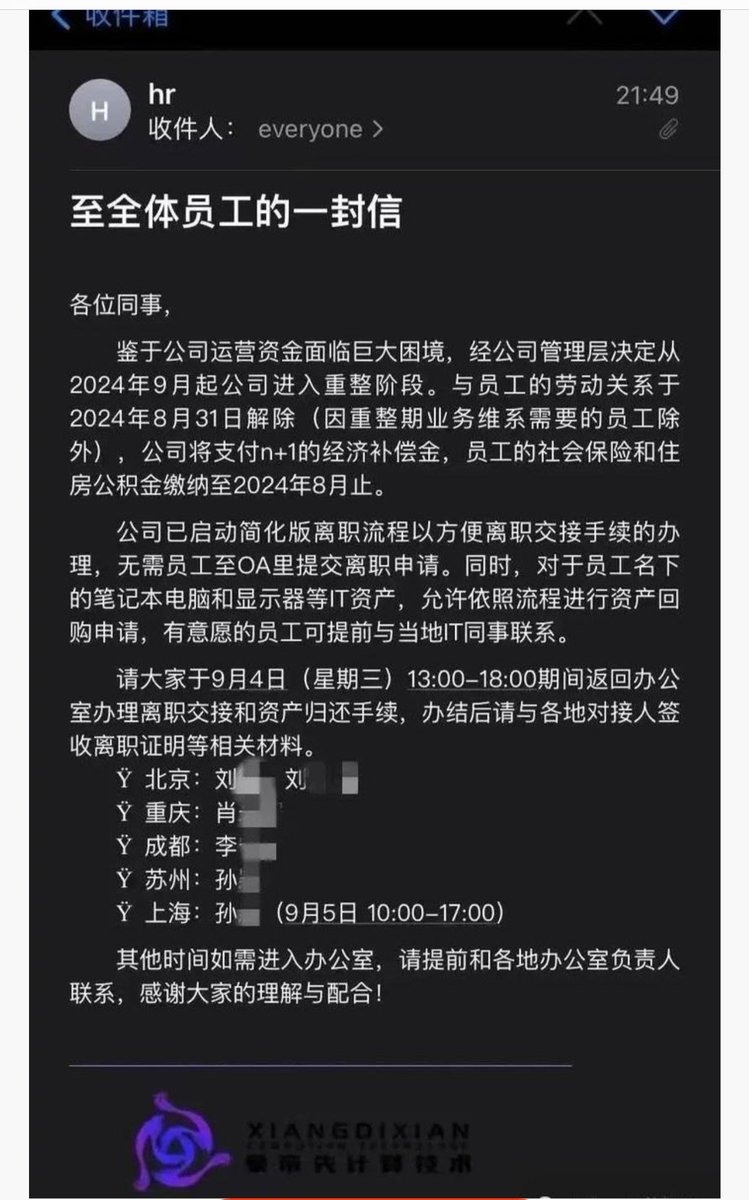 收件箱
hr
21:49
H
收件人： everyone
至全体员工的一封信
各位同事，
鉴于公司运营资金面临巨大困境，经公司管理层决定从
2024年9月起公司进入重整阶段。与员工的劳动关系于
2024年8月31日解除（因重整期业务维系需要的员工除
外），公司将支付n+1的经济补偿金，员工的社会保险和住
房公积金缴纳至2024年8月止。
公司已启动简化版离职流程以方便离职交接手续的办
理，无需员工至OA里提交离职申请。同时，对于员工名下
的笔记本电脑和显示器等IT资产，允许依照流程进行资产回
购申请，有意愿的员工可提前与当地IT同事联系。
请大家于9月4日（星期三）13:00–18:00期间返回办公
室办理离职交接和资产归还手续，办结后请与各地对接人签
收离职证明等相关材料。
Ÿ 北京：刘 刘
Ÿ 重庆：肖
Ÿ 成都：李
Ÿ 苏州：孙
Ÿ 上海：孙 （9月5日 10:00–17:00）
其他时间如需进入办公室，请提前和各地办公室负责人
联系，感谢大家的理解与配合！
XIANGDIXIAN
象帝先计算技术